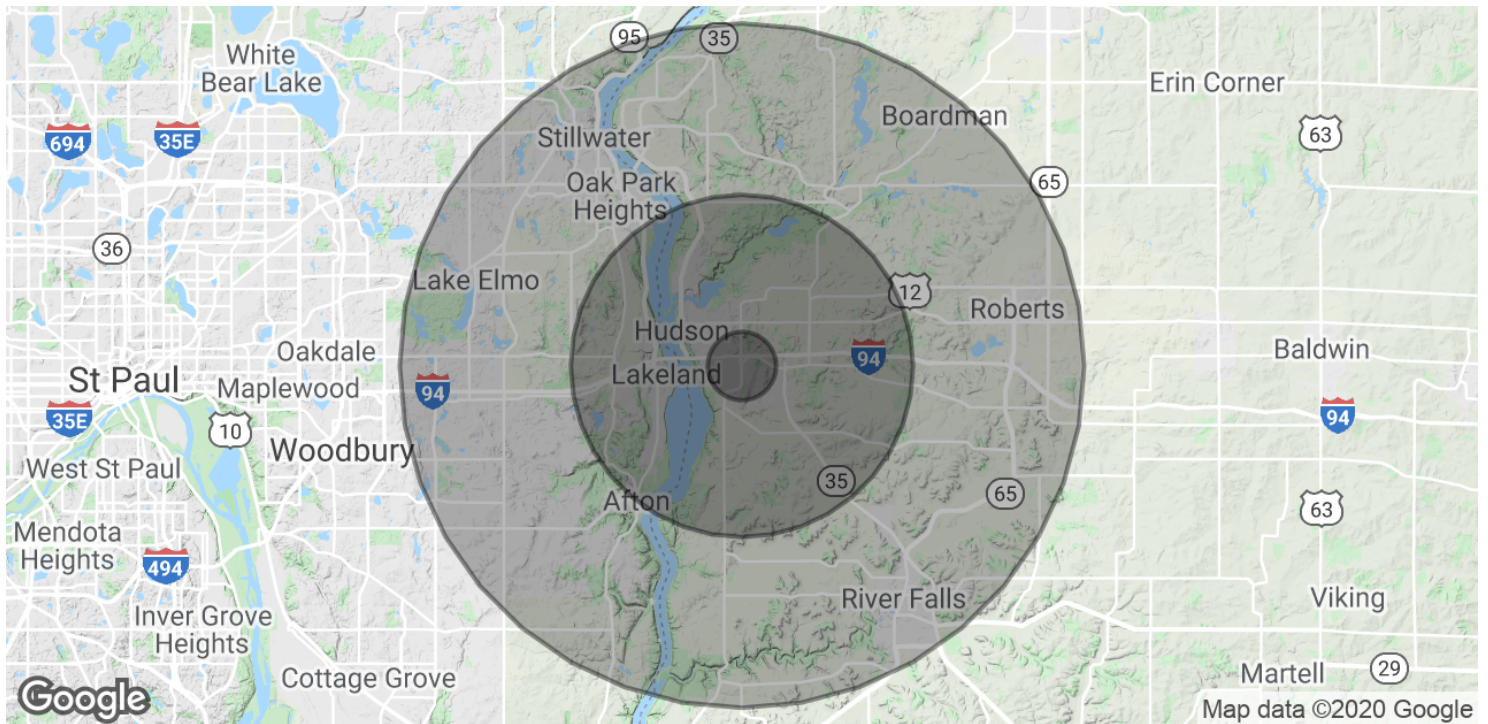 95
35
White
Bear Lake
Erin Corner
Boardman
694
35E
63
Stillwater
Oak Park
Heights
65
36
Lake Elmo
12
Roberts
Hudson
Oakdale
94
Baldwin
St Paul
Maplewood
Lakeland
94
35E
94
10
Woodbury
West St Paul
35
65
Afton
63
Mendota
Heights
494
River Falls
Viking
Inver Grove
Heights
Cottage Grove
Martell
29
Google
Map data ©2020 Google